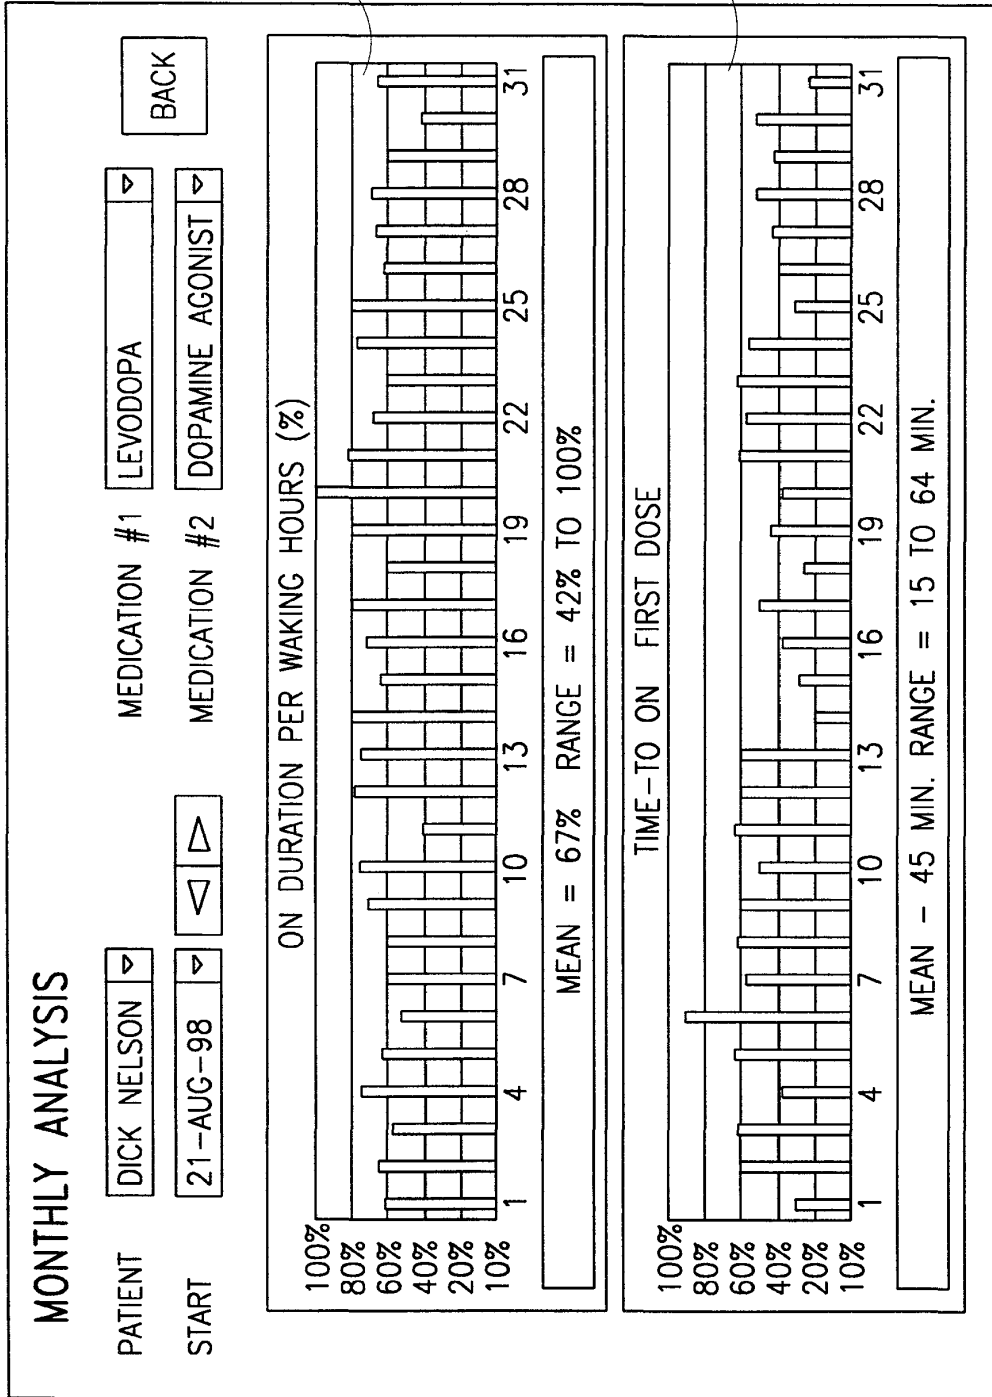 MONTHLY ANALYSIS
PATIENT DICK NELSON MEDICATION #1 LEVODOPA BACK
START 21-AUG-98 MEDICATION #2 DOPAMINE AGONIST
ON DURATION PER WAKING HOURS (%)
100%
80%
60%
40%
20%
10%
1 4 7 10 13 16 19 22 25 28 31
MEAN = 67% RANGE = 42% TO 100%
TIME-TO ON FIRST DOSE
100%
80%
60%
40%
20%
10%
1 4 7 10 13 16 19 22 25 28 31
MEAN - 45 MIN. RANGE = 15 TO 64 MIN.